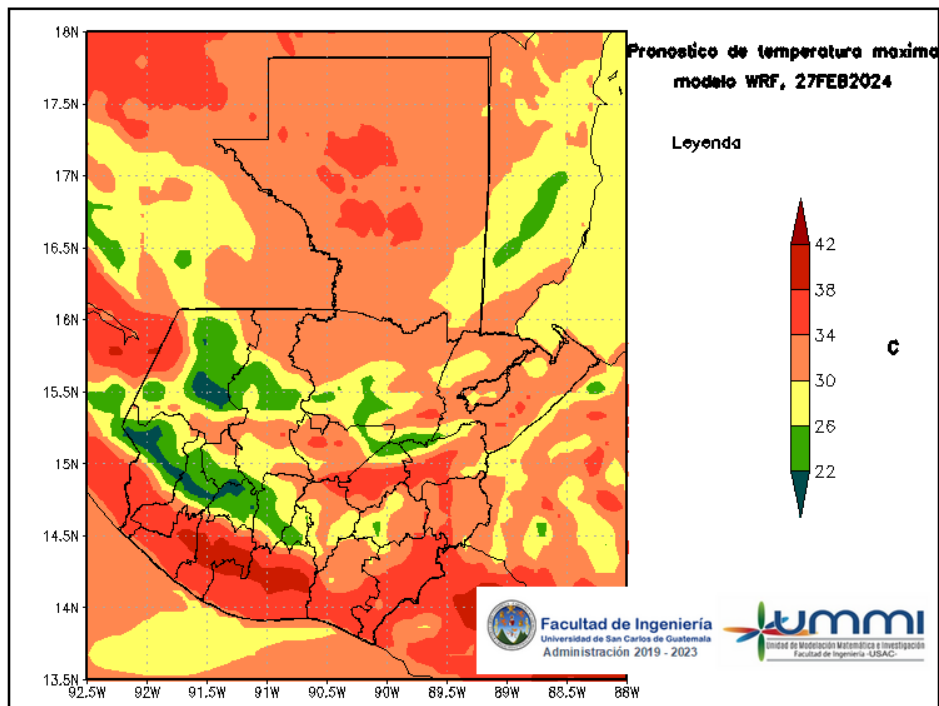 Pronostico de temperatura maxima
modelo WRF, 27FEB2024
Leyenda
42
38
34
30
26
22
C
18N
17.5N
17N
16.5N
16N
15.5N
15N
14.5N
14N
13.5N
92.5W 92W 91.5W 91W 90.5W 90W 89.5W 89W 88.5W 88W
Facultad de Ingeniería
Universidad de San Carlos de Guatemala
Administración 2019 - 2023
ummi
Unidad de Modelación Matemática e Investigación
Facultad de Ingeniería -USAC-